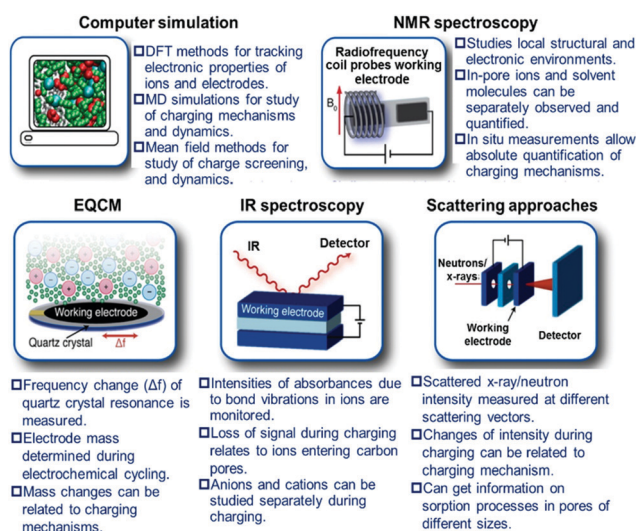 Computer simulation
❑DFT methods for tracking
electronic properties of
ions and electrodes.
❑MD simulations for study
of charging mechanisms
and dynamics.
❑Mean field methods for
study of charge screening,
and dynamics.
NMR spectroscopy
Radiofrequency
coil probes working
electrode
B₀
❑Studies local structural and
electronic environments.
❑In-pore ions and solvent
molecules can be
separately observed and
quantified.
❑In situ measurements allow
absolute quantification of
charging mechanisms.
EQCM
Working electrode
Quartz crystal
Δf
❑Frequency change (Δf) of
quartz crystal resonance is
measured.
❑Electrode mass
determined during
electrochemical cycling.
❑Mass changes can be
related to charging
mechanisms.
IR spectroscopy
IR
Detector
Working electrode
❑Intensities of absorbances due
to bond vibrations in ions are
monitored.
❑Loss of signal during charging
relates to ions entering carbon
pores.
❑Anions and cations can be
studied separately during
charging.
Scattering approaches
Neutrons/
x-rays
Working
electrode
Detector
❑Scattered x-ray/neutron
intensity measured at different
scattering vectors.
❑Changes of intensity during
charging can be related to
charging mechanism.
❑Can get information on
sorption processes in pores of
different sizes.